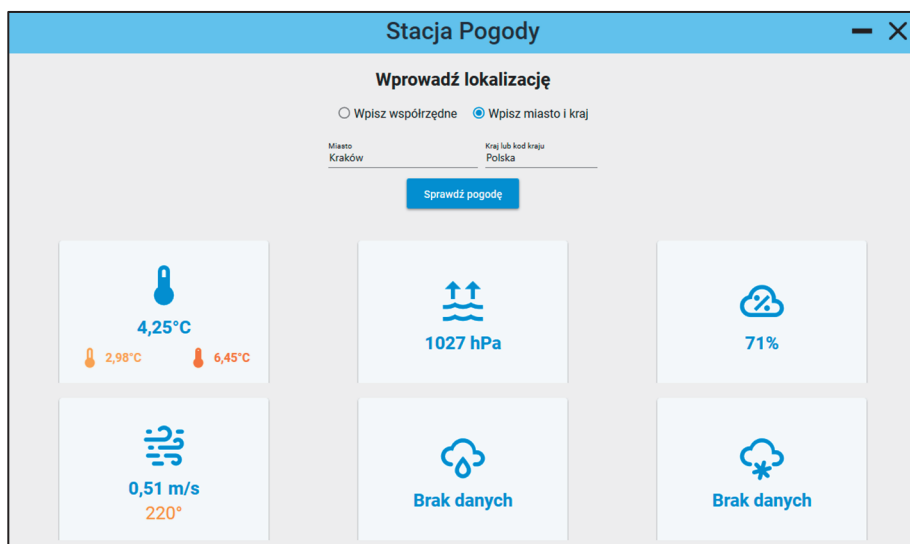 Stacja Pogody
Wprowadź lokalizację
Wpisz współrzędne Wpisz miasto i kraj
Miasto Kraj lub kod kraju
Kraków Polska
Sprawdź pogodę
4,25°C
2,98°C 6,45°C
1027 hPa
71%
0,51 m/s
220°
Brak danych
Brak danych